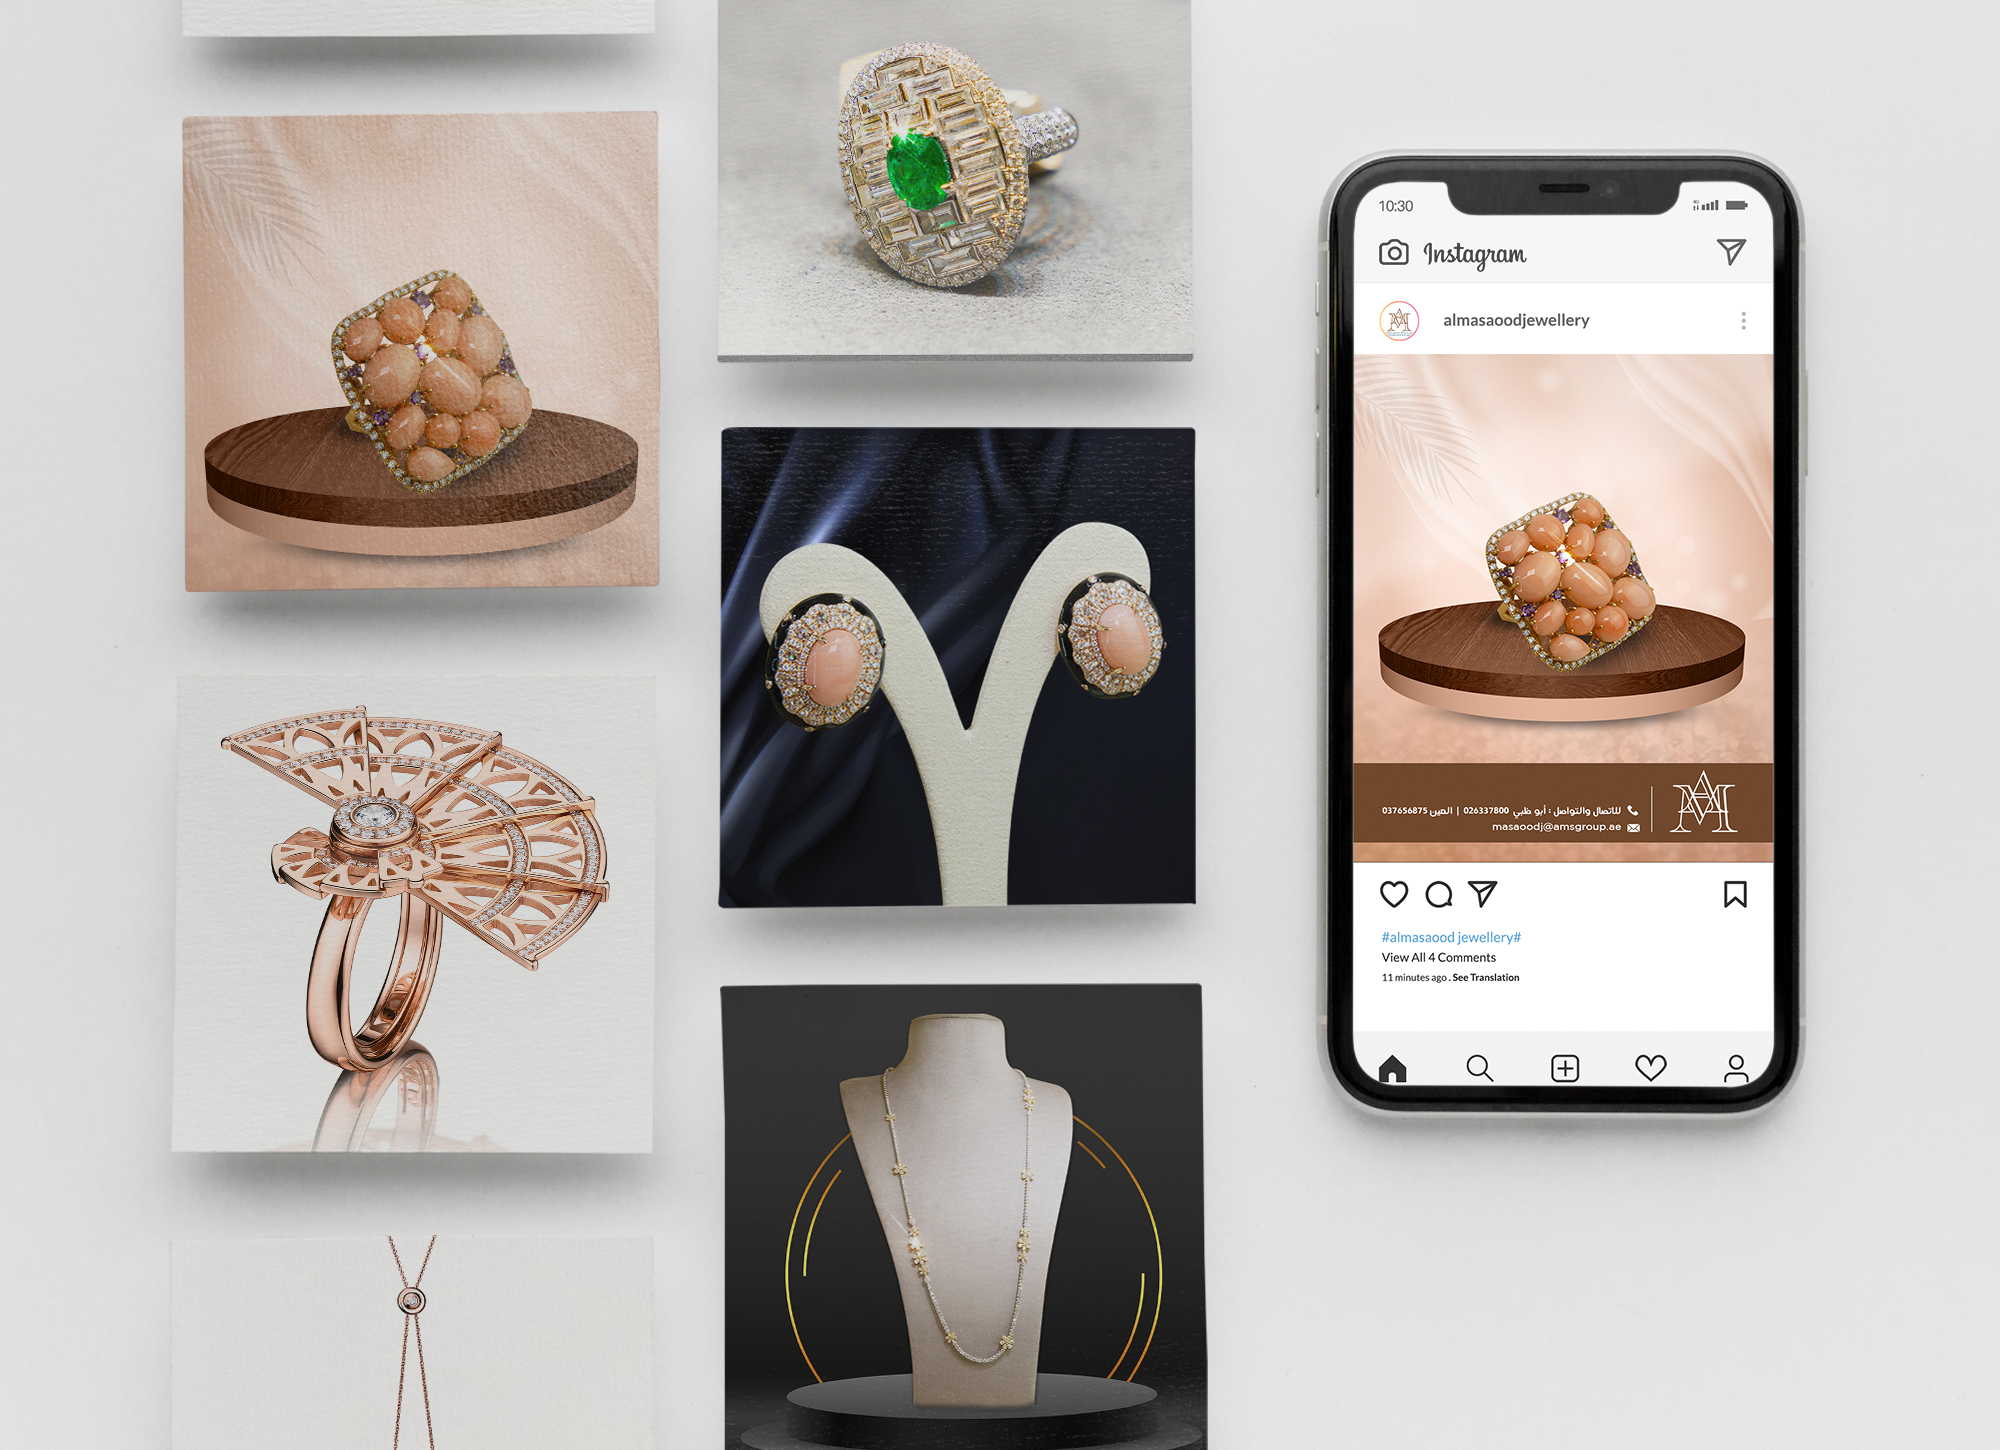 10:30
4G
Instagram
almasaoodjewellery
للاتصال والتواصل : أبو ظبي 026337800 | العين 037656875
masaoodj@amsgroup.ae
#almasaood jewellery#
View All 4 Comments
11 minutes ago . See Translation